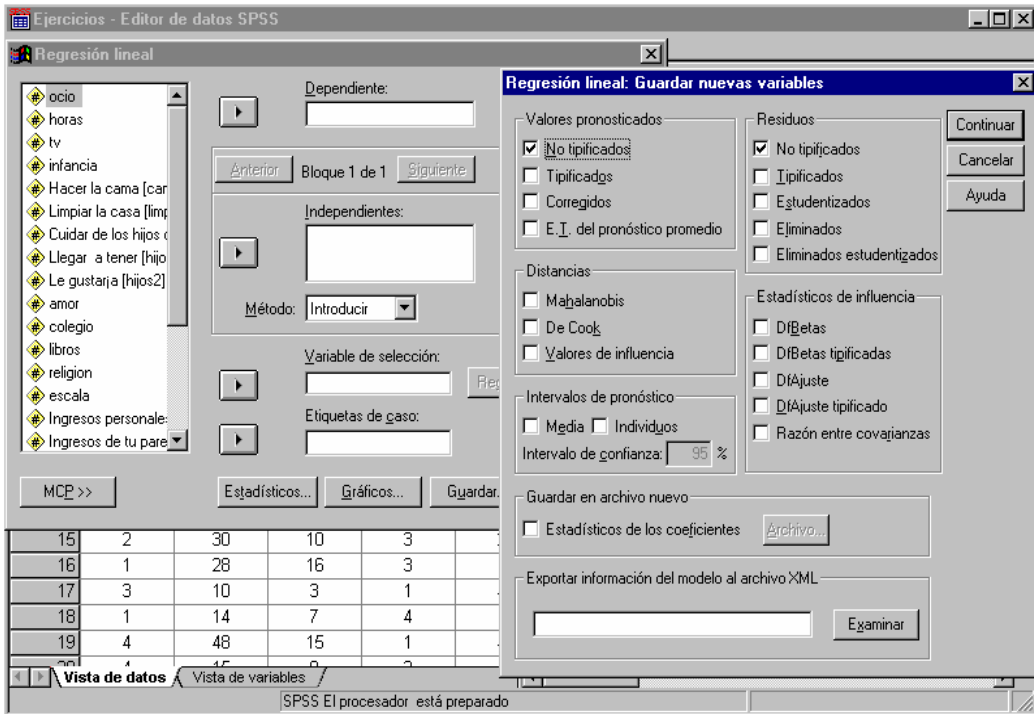 Ejercicios - Editor de datos SPSS
Regresión lineal
ocio
horas
tv
infancia
Hacer la cama [car
Limpiar la casa [limp
Cuidar de los hijos
Llegar a tener [hijo
Le gustaría [hijos2]
amor
colegio
libros
religion
escala
Ingresos personale
Ingresos de tu pare
Dependiente:
Anterior Bloque 1 de 1 Siguiente
Independientes:
Método: Introducir
Variable de selección:
Etiquetas de caso:
MCP >> Estadísticos... Gráficos... Guardar.
Regresión lineal: Guardar nuevas variables
Valores pronosticados
No tipificados
Tipificados
Corregidos
E.T. del pronóstico promedio
Distancias
Mahalanobis
De Cook
Valores de influencia
Intervalos de pronóstico
Media Individuos
Intervalo de confianza: 95 %
Residuos
No tipificados
Tipificados
Estudentizados
Eliminados
Eliminados estudentizados
Estadísticos de influencia
DfBetas
DfBetas tipificadas
DfAjuste
DfAjuste tipificado
Razón entre covarianzas
Continuar
Cancelar
Ayuda
Guardar en archivo nuevo
Estadísticos de los coeficientes Archivo...
Exportar información del modelo al archivo XML
Examinar
15 2 30 10 3
16 1 28 16 3
17 3 10 3 1
18 1 14 7 4
19 4 48 15 1
Vista de datos Vista de variables
SPSS El procesador está preparado